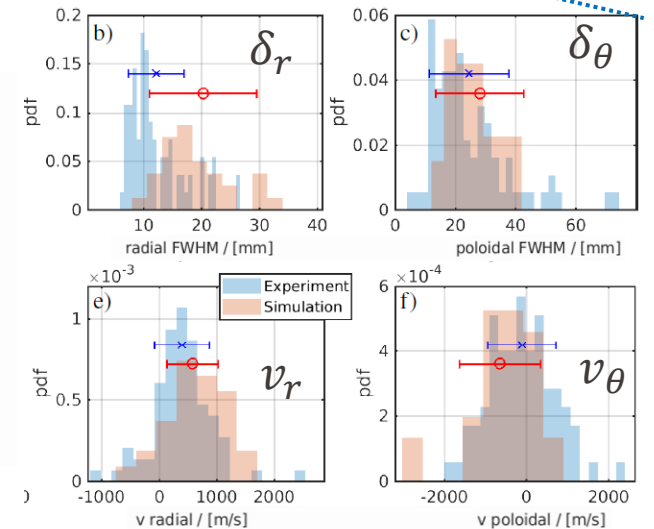 b)
δ_r
pdf
0.2
0.15
0.1
0.05
0
10 20 30 40
radial FWHM / [mm]
c)
δ_θ
pdf
0.06
0.04
0.02
0
0 20 40 60
poloidal FWHM / [mm]
e)
×10^-3
v_r
pdf
1
0.5
0
-1000 0 1000 2000
v radial / [m/s]
Experiment
Simulation
f)
×10^-4
v_θ
pdf
6
4
2
0
-2000 0 2000
v poloidal / [m/s]
0